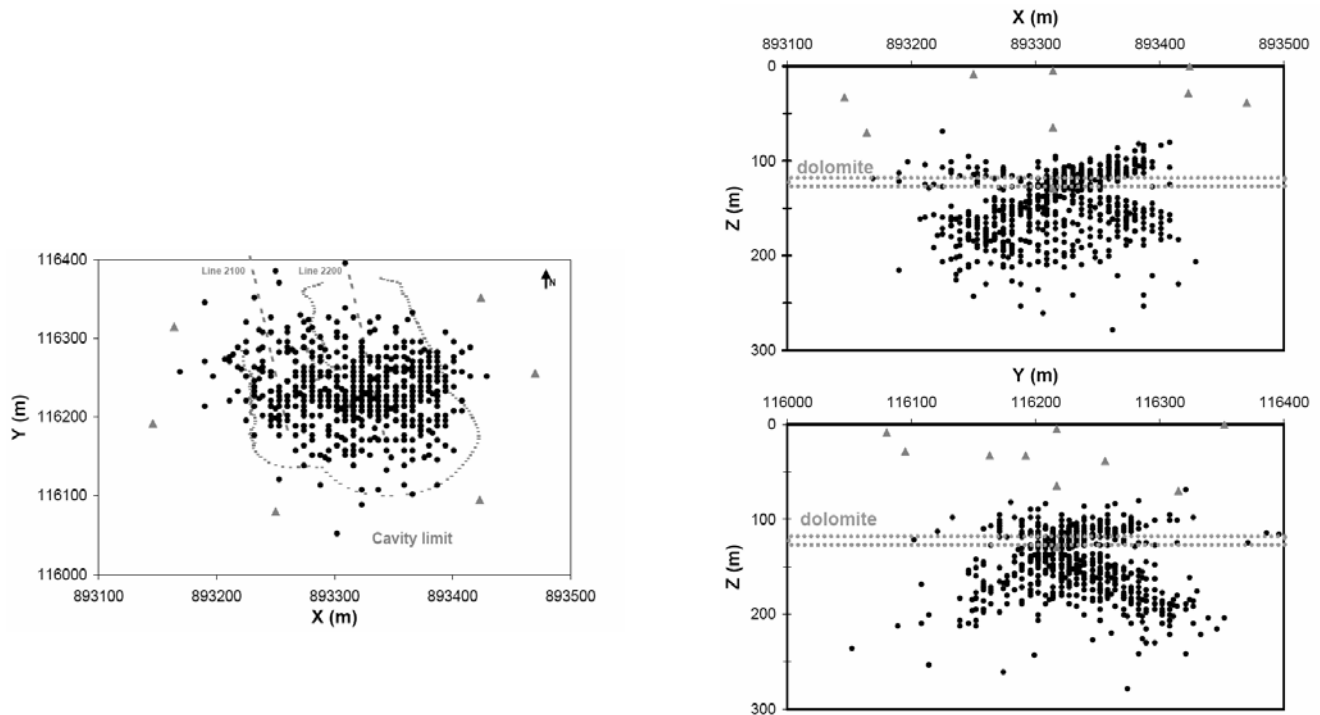 116400
116300
116200
116100
116000
Y (m)
Line 2100
Line 2200
N
Cavity limit
893100 893200 893300 893400 893500
X (m)
X (m)
893100 893200 893300 893400 893500
0
100
200
300
Z (m)
dolomite
Y (m)
116000 116100 116200 116300 116400
0
100
200
300
Z (m)
dolomite